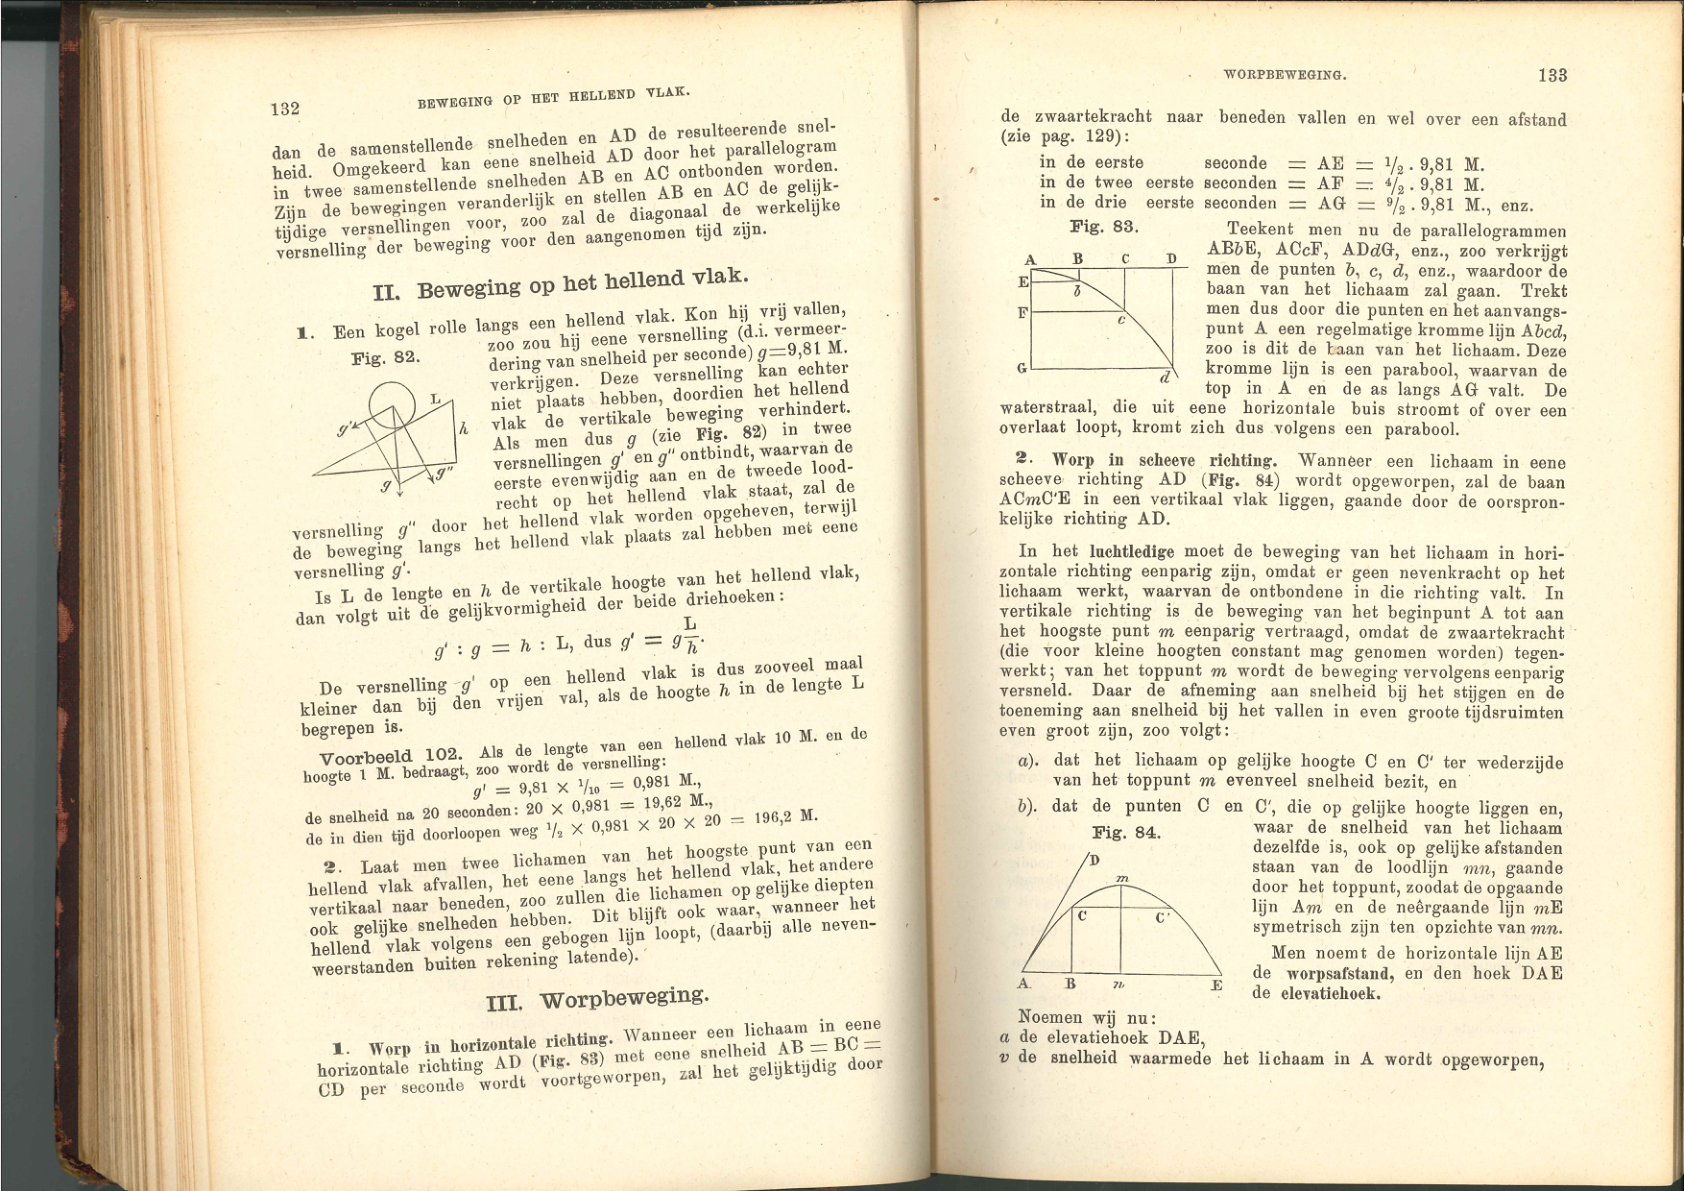 132
BEWEGING OP HET HELLEND VLAK.
dan de samenstellende snelheden en AD de resulteerende snel-
heid. Omgekeerd kan eene snelheid AD door het parallelogram
in twee samenstellende snelheden AB en AC ontbonden worden.
Zijn de bewegingen veranderlijk en stellen AB en AC de gelijk-
tijdige versnellingen voor, zoo zal de diagonaal de werkelijke
versnelling der beweging voor den aangenomen tijd zijn.
II. Beweging op het hellend vlak.
1. Een kogel rolle langs een hellend vlak. Kon hij vrij vallen,
zoo zou hij eene versnelling (d.i. vermeer-
Fig. 82.
dering van snelheid per seconde) g=9,81 M.
verkrijgen. Deze versnelling kan echter
niet plaats hebben, doordien het hellend
vlak de vertikale beweging verhindert.
Als men dus g (zie Fig. 82) in twee
versnellingen g' en g" ontbindt, waarvan de
eerste evenwijdig aan en de tweede lood-
recht op het hellend vlak staat, zal de
L
h
g'
g
g"
versnelling g" door het hellend vlak worden opgeheven, terwijl
de beweging langs het hellend vlak plaats zal hebben met eene
versnelling g'.
Is L de lengte en h de vertikale hoogte van het hellend vlak,
dan volgt uit de gelijkvormigheid der beide driehoeken:
g' : g = h : L, dus g' = g L/h.
De versnelling g' op een hellend vlak is dus zooveel maal
kleiner dan bij den vrijen val, als de hoogte h in de lengte L
begrepen is.
Voorbeeld 102. Als de lengte van een hellend vlak 10 M. en de
hoogte 1 M. bedraagt, zoo wordt de versnelling:
g' = 9,81 × 1/10 = 0,981 M.,
de snelheid na 20 seconden: 20 × 0,981 = 19,62 M.,
de in dien tijd doorloopen weg 1/2 × 0,981 × 20 × 20 = 196,2 M.
2. Laat men twee lichamen van het hoogste punt van een
hellend vlak afvallen, het eene langs het hellend vlak, het andere
vertikaal naar beneden, zoo zullen die lichamen op gelijke diepten
ook gelijke snelheden hebben. Dit blijft ook waar, wanneer het
hellend vlak volgens een gebogen lijn loopt, (daarbij alle neven-
weerstanden buiten rekening latende).
III. Worpbeweging.
1. Worp in horizontale richting. Wanneer een lichaam in eene
horizontale richting AD (Fig. 83) met eene snelheid AB = BC =
CD per seconde wordt voortgeworpen, zal het gelijktijdig door
WORPBEWEGING.
133
de zwaartekracht naar beneden vallen en wel over een afstand
(zie pag. 129):
in de eerste seconde = AE = 1/2 . 9,81 M.
in de twee eerste seconden = AF = 4/2 . 9,81 M.
in de drie eerste seconden = AG = 9/2 . 9,81 M., enz.
Fig. 83.
A B C D
E
b
F
c
G
d
Teekent men nu de parallelogrammen
ABbE, ACcF, ADdG, enz., zoo verkrijgt
men de punten b, c, d, enz., waardoor de
baan van het lichaam zal gaan. Trekt
men dus door die punten en het aanvangs-
punt A een regelmatige kromme lijn Abcd,
zoo is dit de baan van het lichaam. Deze
kromme lijn is een parabool, waarvan de
top in A en de as langs AG valt. De
waterstraal, die uit eene horizontale buis stroomt of over een
overlaat loopt, kromt zich dus volgens een parabool.
2. Worp in scheeve richting. Wanneer een lichaam in eene
scheeve richting AD (Fig. 84) wordt opgeworpen, zal de baan
ACmC'E in een vertikaal vlak liggen, gaande door de oorspron-
kelijke richting AD.
In het luchtledige moet de beweging van het lichaam in hori-
zontale richting eenparig zijn, omdat er geen nevenkracht op het
lichaam werkt, waarvan de ontbondene in die richting valt. In
vertikale richting is de beweging van het beginpunt A tot aan
het hoogste punt m eenparig vertraagd, omdat de zwaartekracht
(die voor kleine hoogten constant mag genomen worden) tegen-
werkt; van het toppunt m wordt de beweging vervolgens eenparig
versneld. Daar de afneming aan snelheid bij het stijgen en de
toeneming aan snelheid bij het vallen in even groote tijdsruimten
even groot zijn, zoo volgt:
a). dat het lichaam op gelijke hoogte C en C' ter wederzijde
van het toppunt m evenveel snelheid bezit, en
b). dat de punten C en C', die op gelijke hoogte liggen en,
Fig. 84.
waar de snelheid van het lichaam
dezelfde is, ook op gelijke afstanden
staan van de loodlijn mn, gaande
door het toppunt, zoodat de opgaande
lijn Am en de neêrgaande lijn mE
symetrisch zijn ten opzichte van mn.
D
m
C C'
A B n E
Men noemt de horizontale lijn AE
de worpsafstand, en den hoek DAE
de elevatiehoek.
Noemen wij nu:
a de elevatiehoek DAE,
v de snelheid waarmede het lichaam in A wordt opgeworpen,